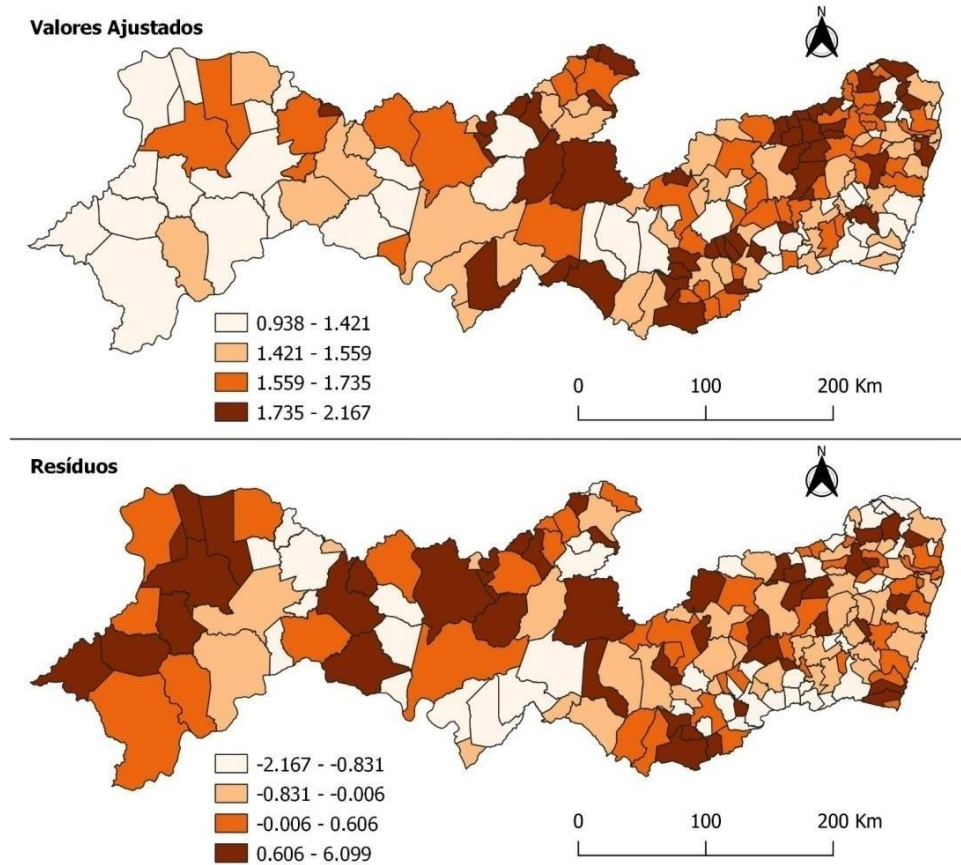 Valores Ajustados
N
0.938 - 1.421
1.421 - 1.559
1.559 - 1.735
1.735 - 2.167
0 100 200 Km
Resíduos
N
-2.167 - -0.831
-0.831 - -0.006
-0.006 - 0.606
0.606 - 6.099
0 100 200 Km